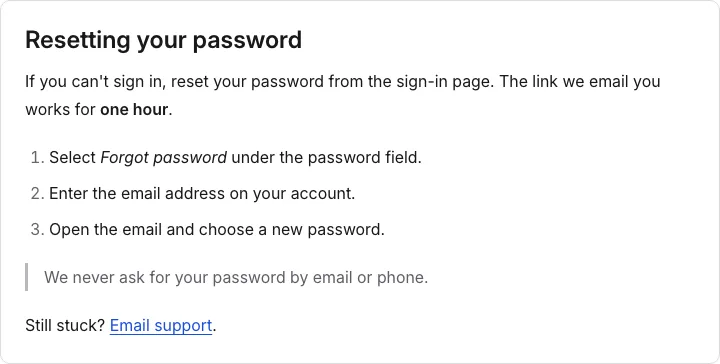 Resetting your password
If you can't sign in, reset your password from the sign-in page. The link we email you
works for one hour.
1. Select Forgot password under the password field.
2. Enter the email address on your account.
3. Open the email and choose a new password.
We never ask for your password by email or phone.
Still stuck? Email support.